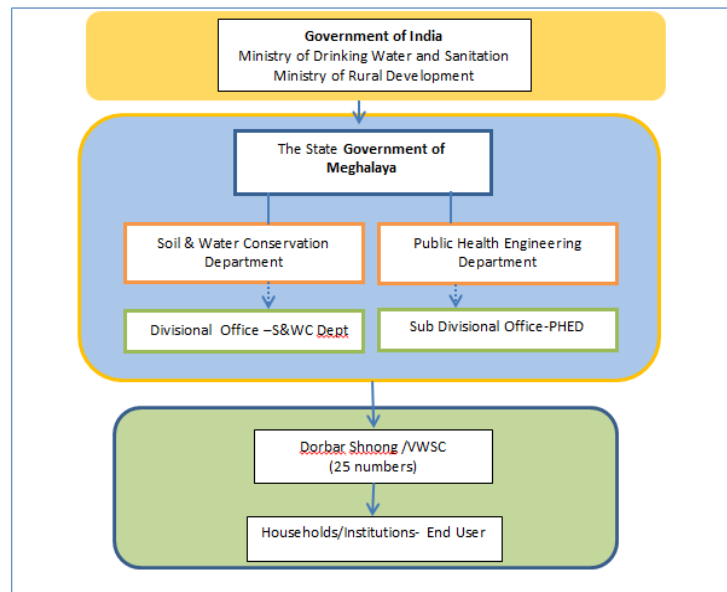 Government of India
Ministry of Drinking Water and Sanitation
Ministry of Rural Development
The State Government of
Meghalaya
Soil & Water Conservation
Department
Public Health Engineering
Department
Divisional Office –S&WC Dept
Sub Divisional Office-PHED
Dorbar Shnong /VWSC
(25 numbers)
Households/Institutions- End User